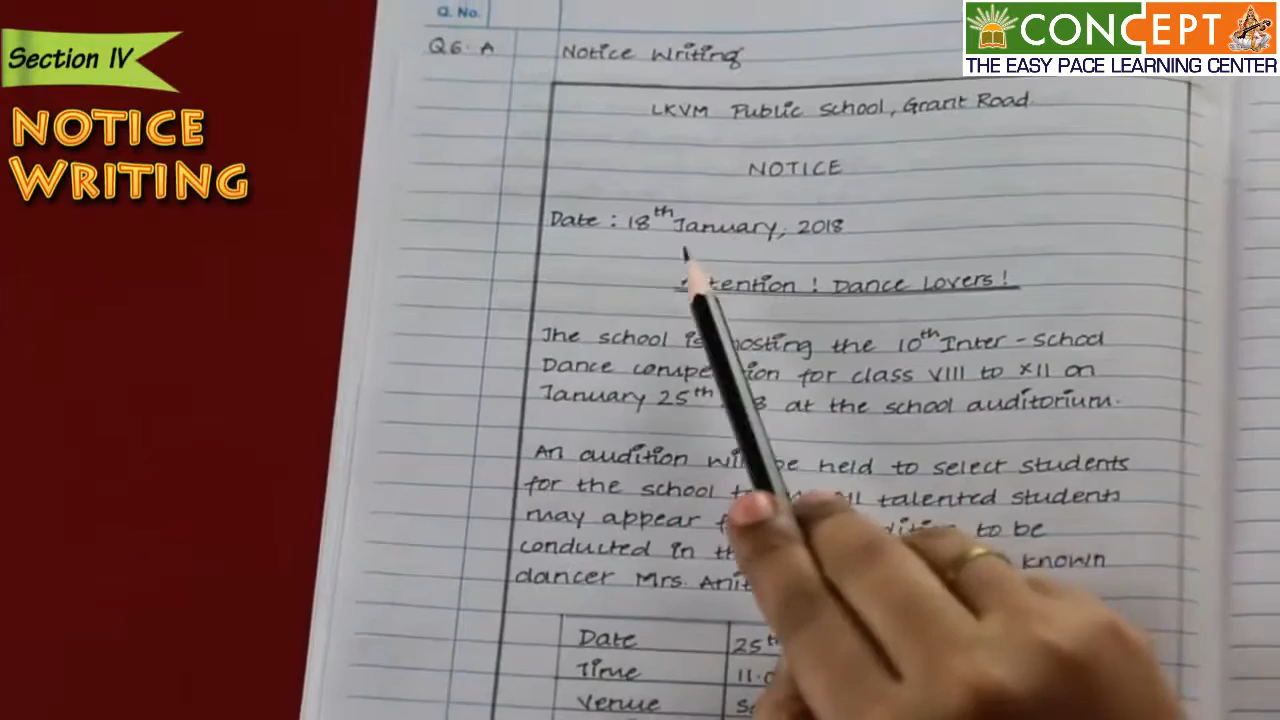 Section IV
NOTICE
WRITING
CONCEPT
THE EASY PACE LEARNING CENTER
Q. No.
Q6. A
Notice Writing
LKVM Public School, Grant Road
NOTICE
Date : 18th January, 2018
! Dance Lovers!
The school is hosting the 10th Inter-School
Dance for class VIII to XII on
January 25th at the school auditorium.
An audition will be held to select students
for the school talented students
may appear to be
conducted in known
dancer Mrs.
Date 25th
Time
Venue